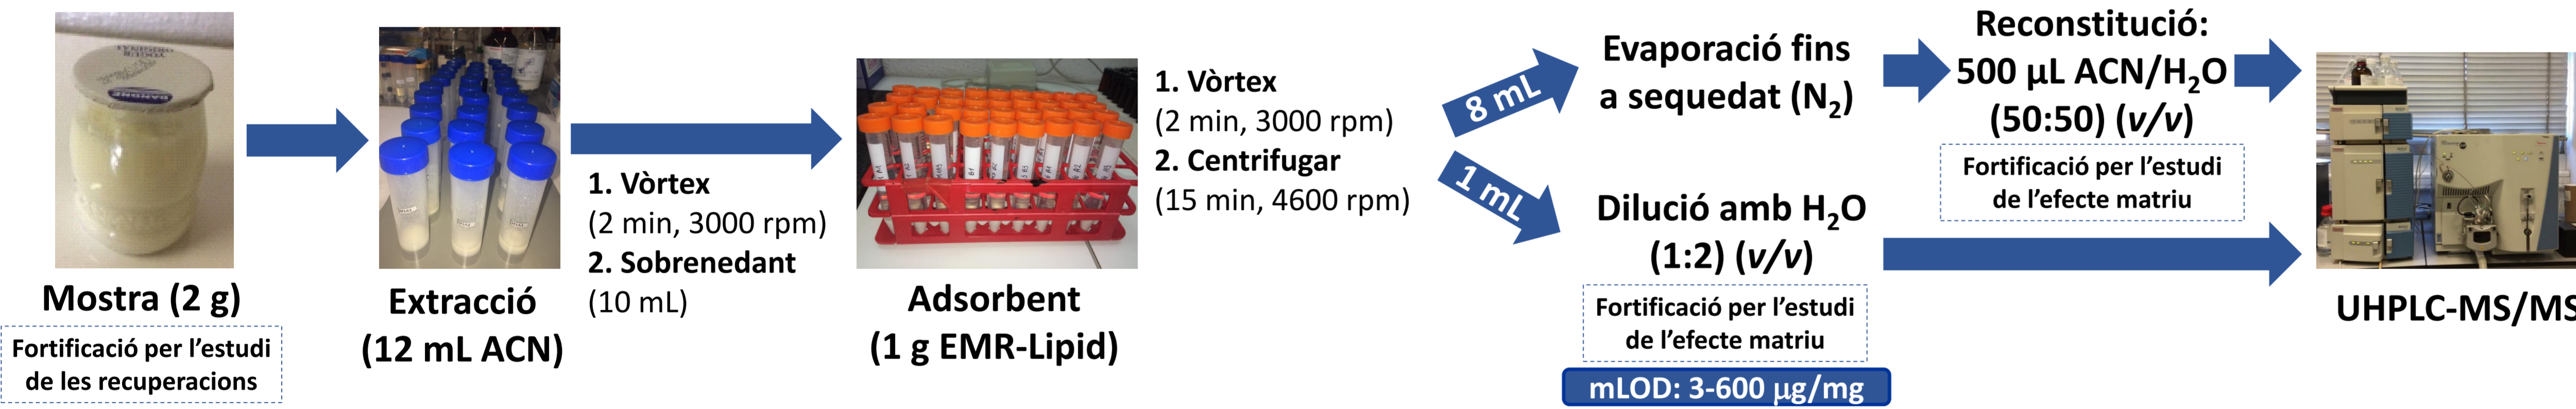 Mostra (2 g)
Fortificació per l'estudi
de les recuperacions
Extracció
(12 mL ACN)
1. Vòrtex
(2 min, 3000 rpm)
2. Sobrenedant
(10 mL)
Adsorbent
(1 g EMR-Lipid)
1. Vòrtex
(2 min, 3000 rpm)
2. Centrifugar
(15 min, 4600 rpm)
8 mL
Evaporació fins
a sequedat (N₂)
Reconstitució:
500 µL ACN/H₂O
(50:50) (v/v)
Fortificació per l'estudi
de l'efecte matriu
1 mL
Dilució amb H₂O
(1:2) (v/v)
Fortificació per l'estudi
de l'efecte matriu
mLOD: 3-600 µg/mg
UHPLC-MS/MS